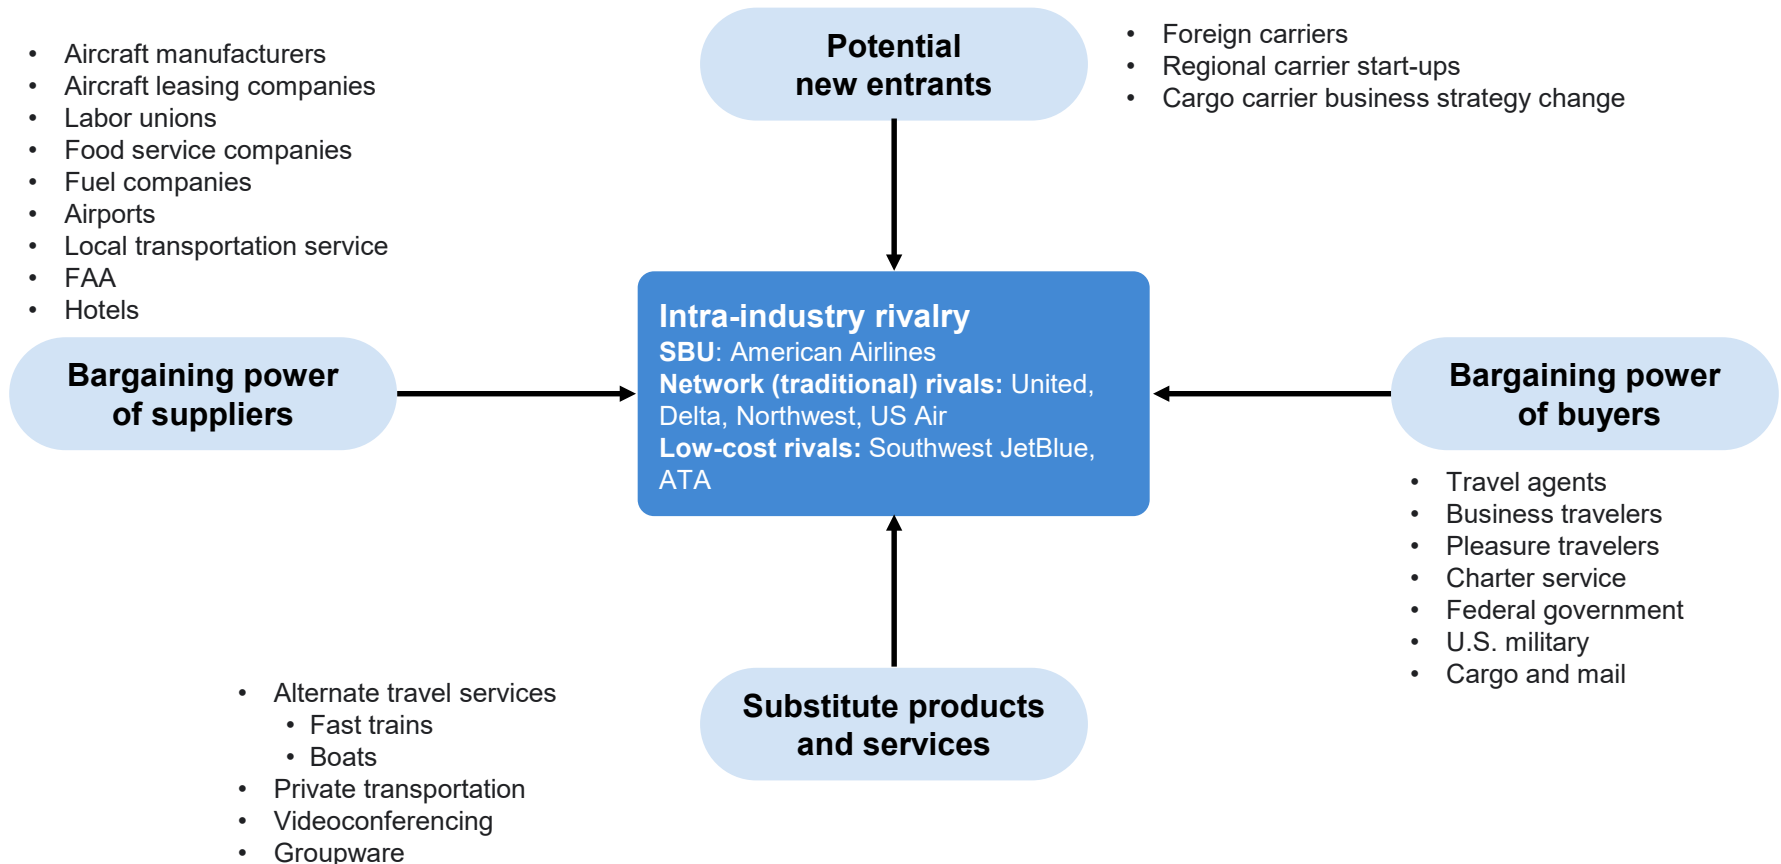 Potential
new entrants
• Foreign carriers
• Regional carrier start-ups
• Cargo carrier business strategy change
• Aircraft manufacturers
• Aircraft leasing companies
• Labor unions
• Food service companies
• Fuel companies
• Airports
• Local transportation service
• FAA
• Hotels
Bargaining power
of suppliers
Intra-industry rivalry
SBU: American Airlines
Network (traditional) rivals: United,
Delta, Northwest, US Air
Low-cost rivals: Southwest JetBlue,
ATA
Bargaining power
of buyers
• Travel agents
• Business travelers
• Pleasure travelers
• Charter service
• Federal government
• U.S. military
• Cargo and mail
Substitute products
and services
• Alternate travel services
• Fast trains
• Boats
• Private transportation
• Videoconferencing
• Groupware